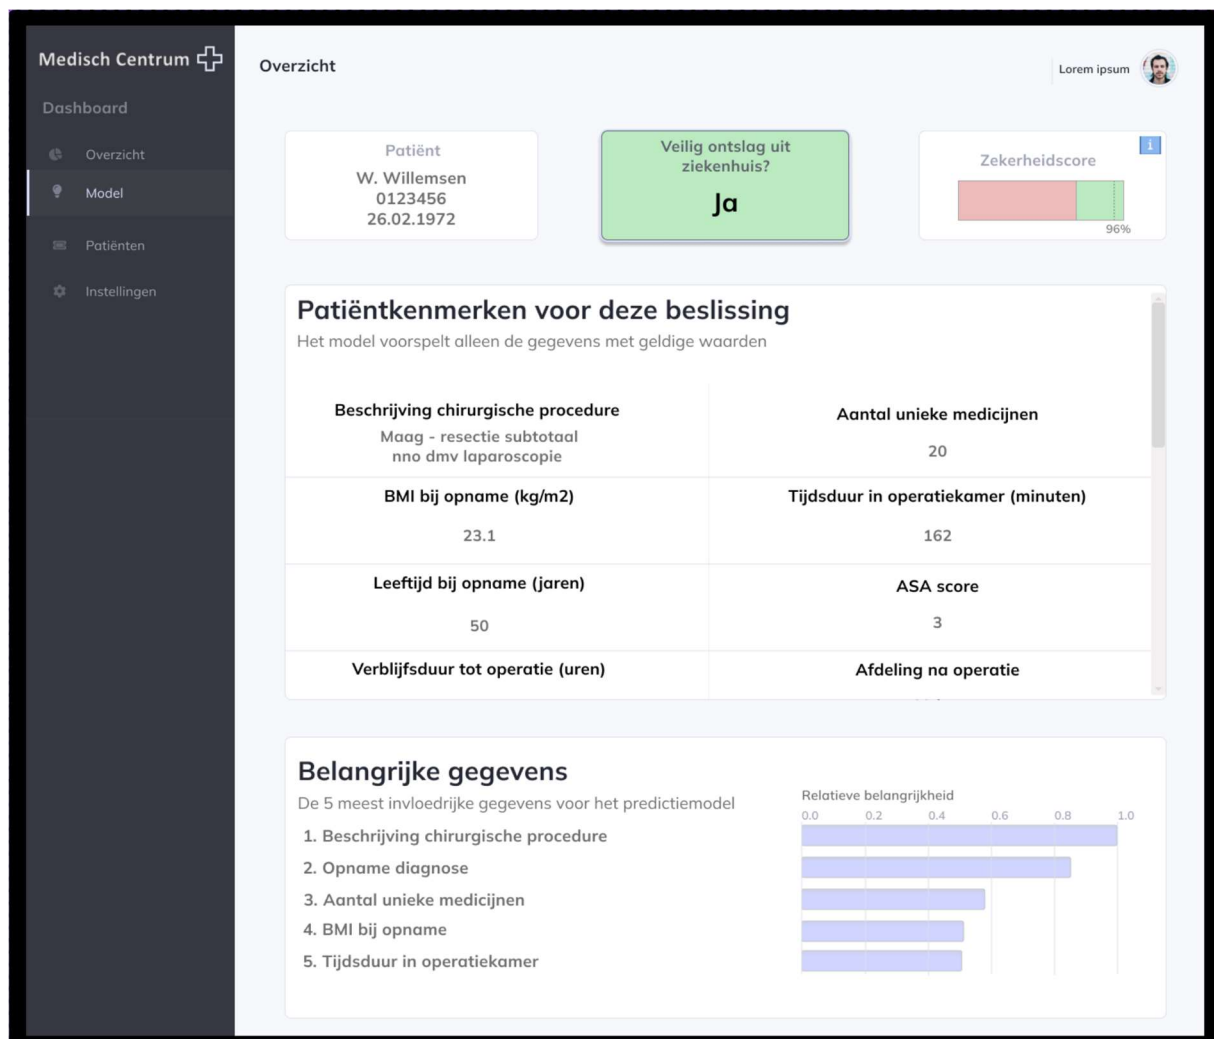 Medisch Centrum
Overzicht
Lorem ipsum
Dashboard
Overzicht
Model
Patiënten
Instellingen
Patiënt
W. Willemsen
0123456
26.02.1972
Veilig ontslag uit
ziekenhuis?
Ja
i
Zekerheidscore
96%
Patiëntkenmerken voor deze beslissing
Het model voorspelt alleen de gegevens met geldige waarden
Beschrijving chirurgische procedure
Maag - resectie subtotaal
nno dmv laparoscopie
Aantal unieke medicijnen
20
BMI bij opname (kg/m2)
23.1
Tijdsduur in operatiekamer (minuten)
162
Leeftijd bij opname (jaren)
50
ASA score
3
Verblijfsduur tot operatie (uren)
Afdeling na operatie
Belangrijke gegevens
De 5 meest invloedrijke gegevens voor het predictiemodel
1. Beschrijving chirurgische procedure
2. Opname diagnose
3. Aantal unieke medicijnen
4. BMI bij opname
5. Tijdsduur in operatiekamer
Relatieve belangrijkheid
0.0 0.2 0.4 0.6 0.8 1.0